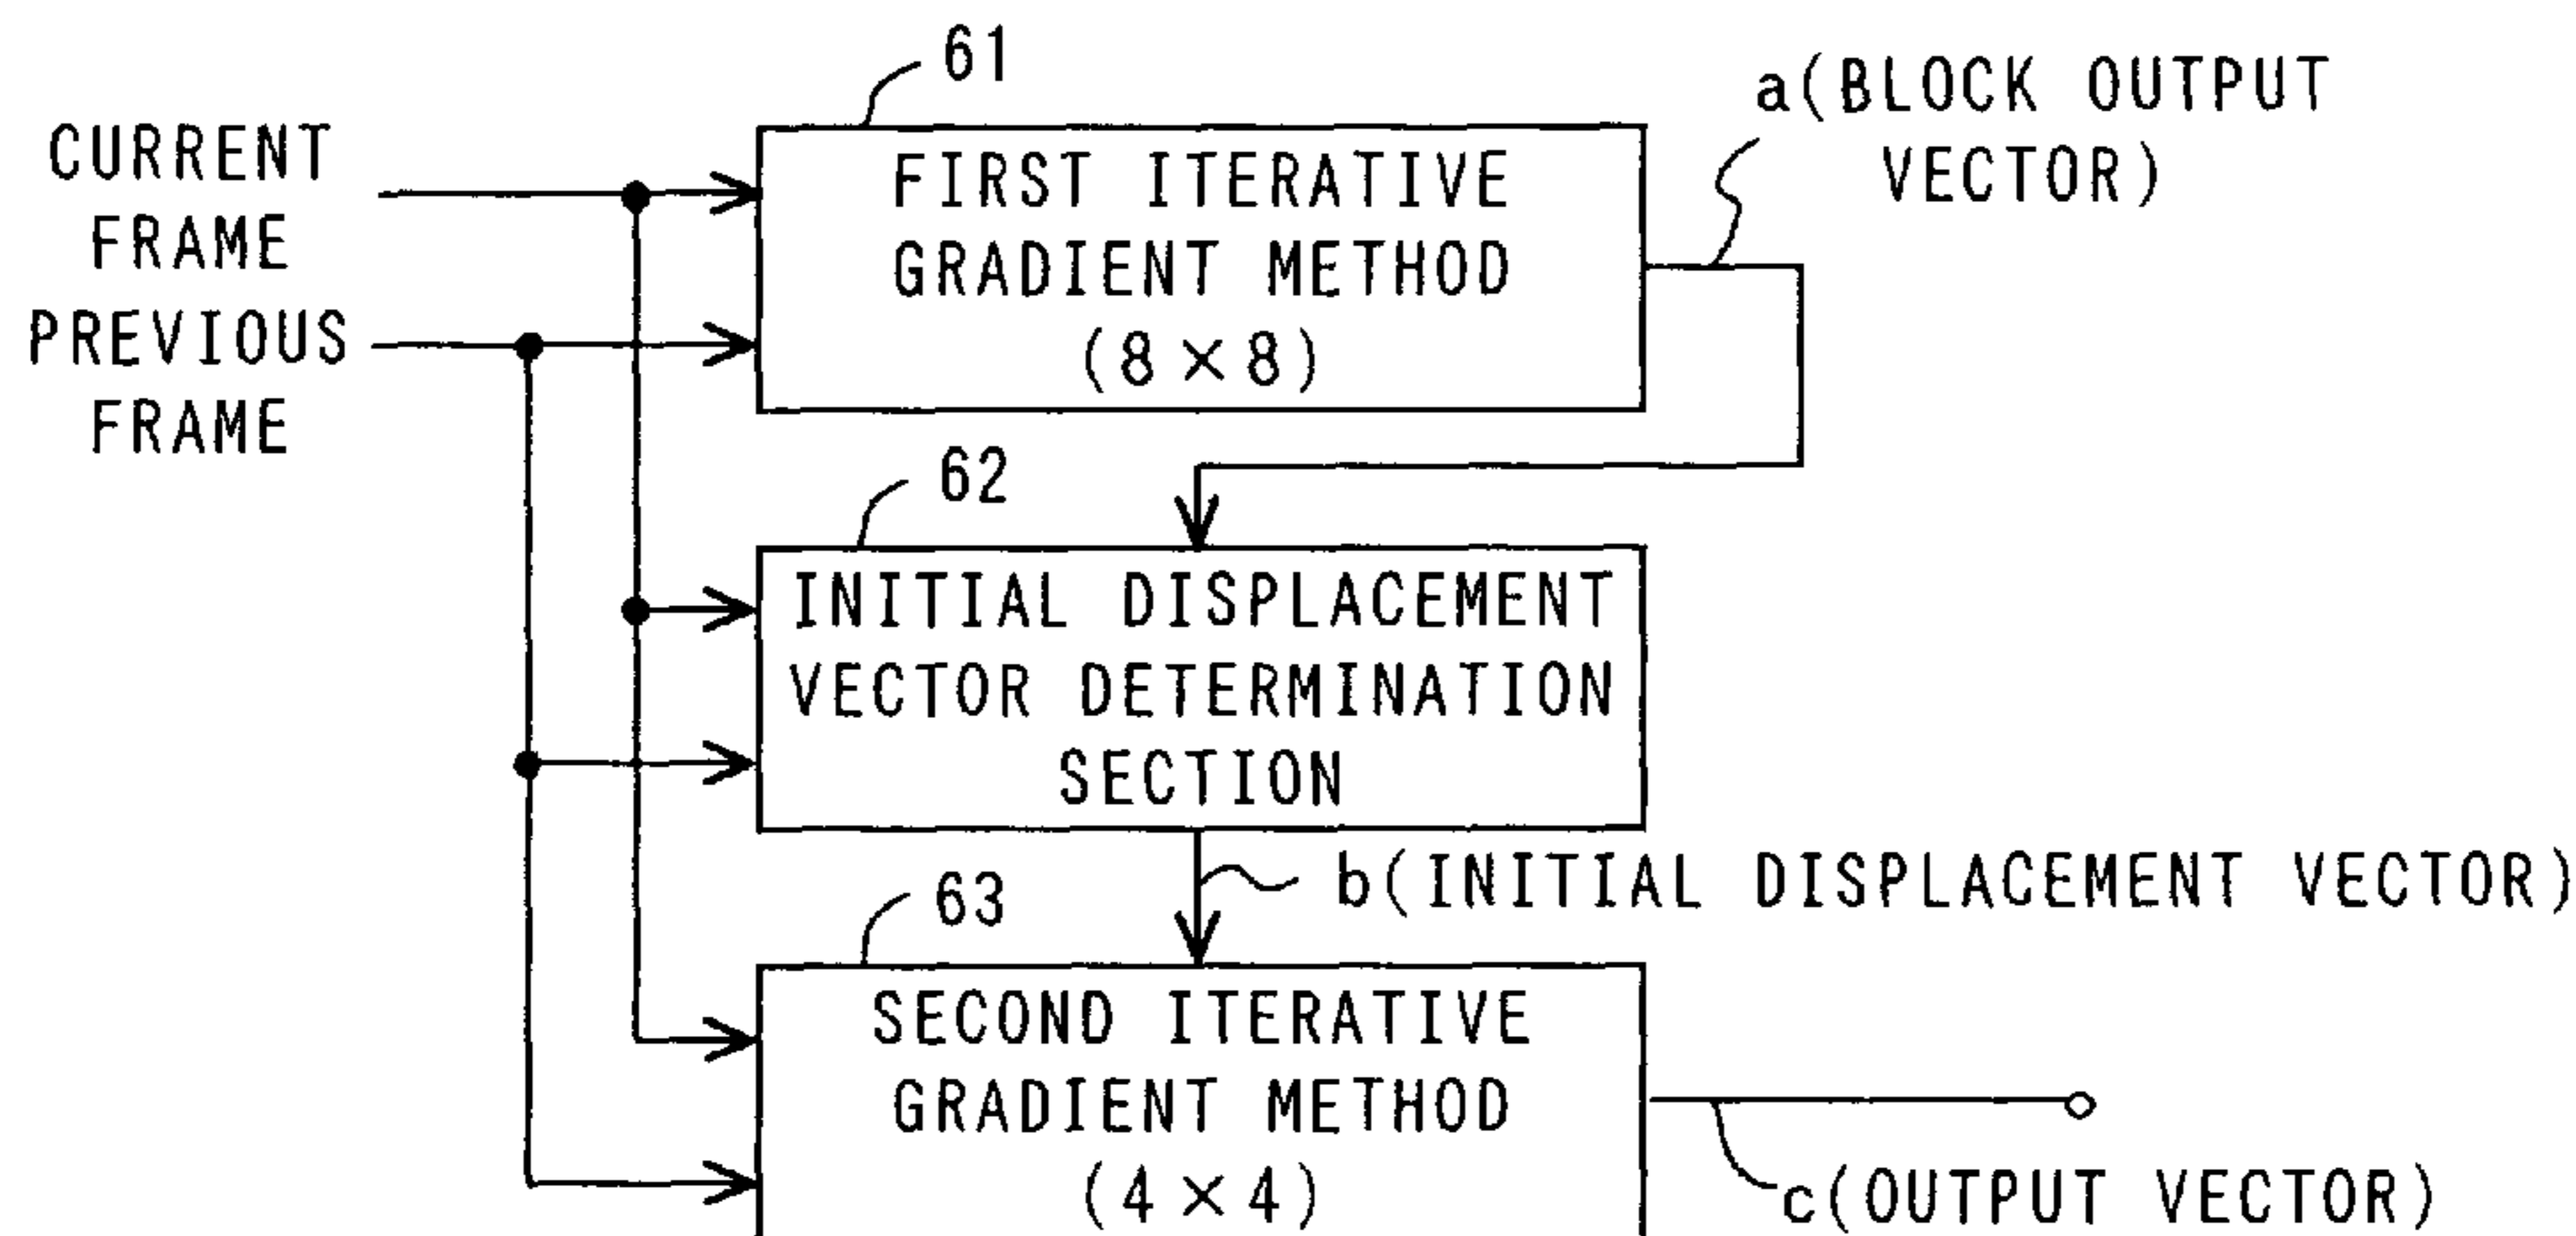 61
a(BLOCK OUTPUT
VECTOR)
CURRENT
FRAME
PREVIOUS
FRAME
FIRST ITERATIVE
GRADIENT METHOD
(8×8)
62
INITIAL DISPLACEMENT
VECTOR DETERMINATION
SECTION
b(INITIAL DISPLACEMENT VECTOR)
63
SECOND ITERATIVE
GRADIENT METHOD
(4×4)
c(OUTPUT VECTOR)